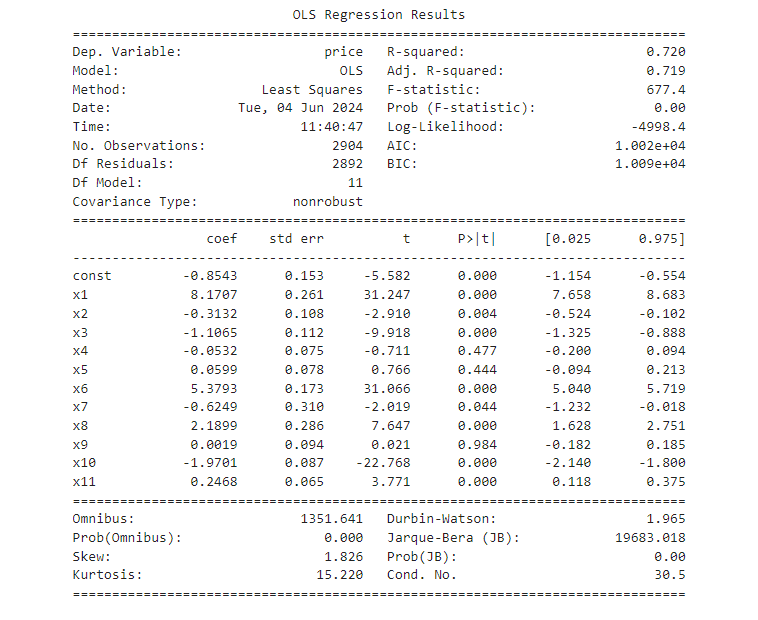 OLS Regression Results
==============================================================================
Dep. Variable: price R-squared: 0.720
Model: OLS Adj. R-squared: 0.719
Method: Least Squares F-statistic: 677.4
Date: Tue, 04 Jun 2024 Prob (F-statistic): 0.00
Time: 11:40:47 Log-Likelihood: -4998.4
No. Observations: 2904 AIC: 1.002e+04
Df Residuals: 2892 BIC: 1.009e+04
Df Model: 11
Covariance Type: nonrobust
==============================================================================
coef std err t P>|t| [0.025 0.975]
------------------------------------------------------------------------------
const -0.8543 0.153 -5.582 0.000 -1.154 -0.554
x1 8.1707 0.261 31.247 0.000 7.658 8.683
x2 -0.3132 0.108 -2.910 0.004 -0.524 -0.102
x3 -1.1065 0.112 -9.918 0.000 -1.325 -0.888
x4 -0.0532 0.075 -0.711 0.477 -0.200 0.094
x5 0.0599 0.078 0.766 0.444 -0.094 0.213
x6 5.3793 0.173 31.066 0.000 5.040 5.719
x7 -0.6249 0.310 -2.019 0.044 -1.232 -0.018
x8 2.1899 0.286 7.647 0.000 1.628 2.751
x9 0.0019 0.094 0.021 0.984 -0.182 0.185
x10 -1.9701 0.087 -22.768 0.000 -2.140 -1.800
x11 0.2468 0.065 3.771 0.000 0.118 0.375
==============================================================================
Omnibus: 1351.641 Durbin-Watson: 1.965
Prob(Omnibus): 0.000 Jarque-Bera (JB): 19683.018
Skew: 1.826 Prob(JB): 0.00
Kurtosis: 15.220 Cond. No. 30.5
==============================================================================